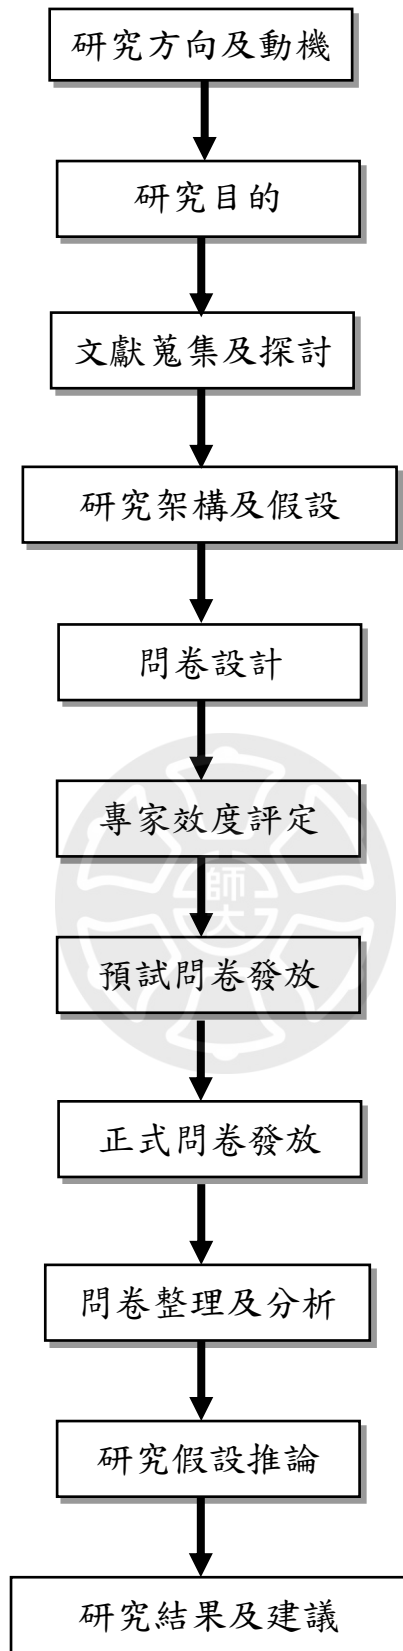 研究方向及動機
研究目的
文獻蒐集及探討
研究架構及假設
問卷設計
專家效度評定
師大
預試問卷發放
正式問卷發放
問卷整理及分析
研究假設推論
研究結果及建議